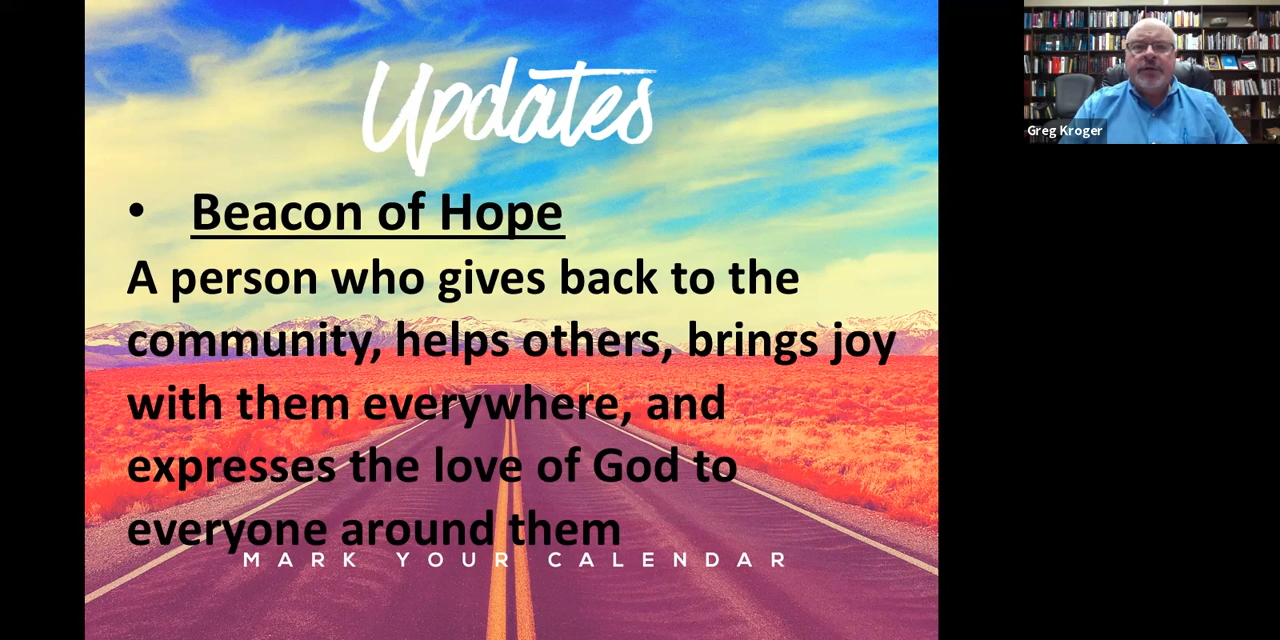 Updates
• Beacon of Hope
A person who gives back to the
community, helps others, brings joy
with them everywhere, and
expresses the love of God to
everyone around them
MARK YOUR CALENDAR
Greg Kroger